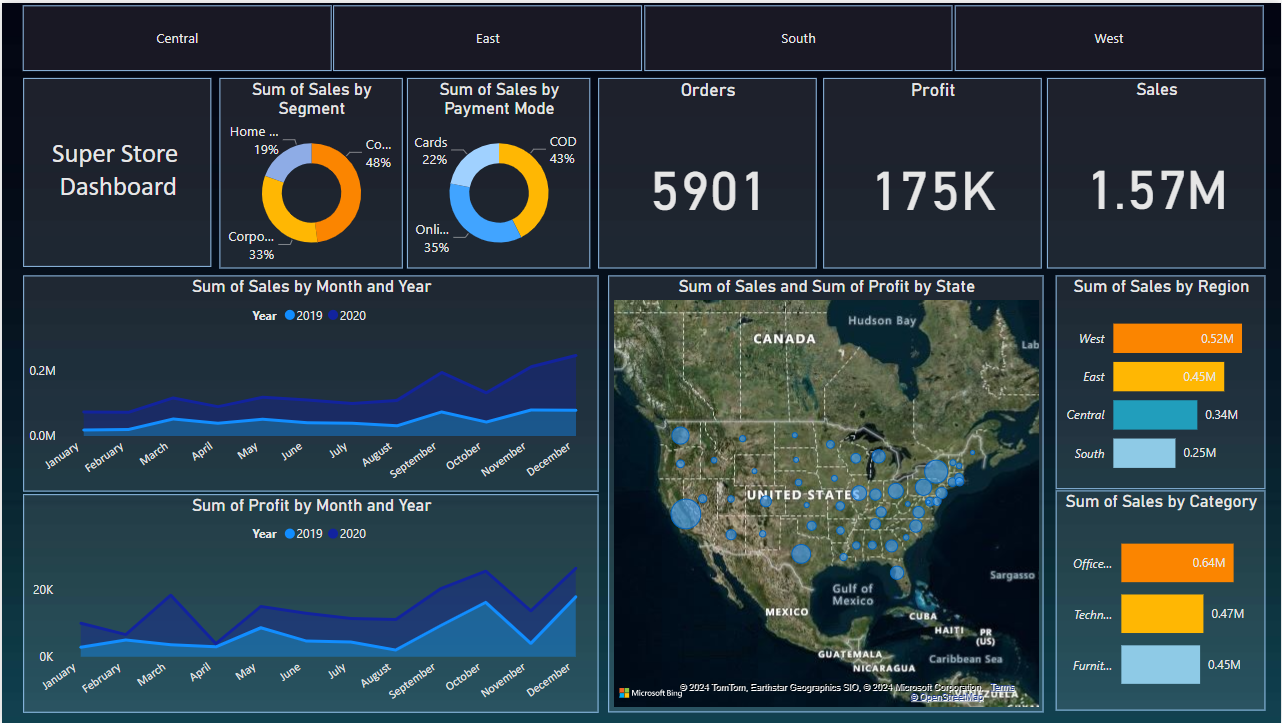 Central
East
South
West
Super Store
Dashboard
Sum of Sales by
Segment
Home ...
19%
Co...
48%
Corpo...
33%
Sum of Sales by
Payment Mode
Cards
22%
COD
43%
Onli...
35%
Orders
5901
Profit
175K
Sales
1.57M
Sum of Sales by Month and Year
Year 2019 2020
0.2M
0.0M
January
February
March
April
May
June
July
August
September
October
November
December
Sum of Profit by Month and Year
Year 2019 2020
20K
0K
January
February
March
April
May
June
July
August
September
October
November
December
Sum of Sales and Sum of Profit by State
Hudson Bay
CANADA
Lab
UNITED STATES
Sargasso
Gulf of
Mexico
MEXICO
CUBA
HAITI
PR
(US)
GUATEMALA
Caribbean Sea
NICARAGUA
VENEZUELA
Microsoft Bing
© 2024 TomTom, Earthstar Geographics SIO, © 2024 Microsoft Corporation Terms
© OpenStreetMap
Sum of Sales by Region
West 0.52M
East 0.45M
Central 0.34M
South 0.25M
Sum of Sales by Category
Office... 0.64M
Techn... 0.47M
Furnit... 0.45M